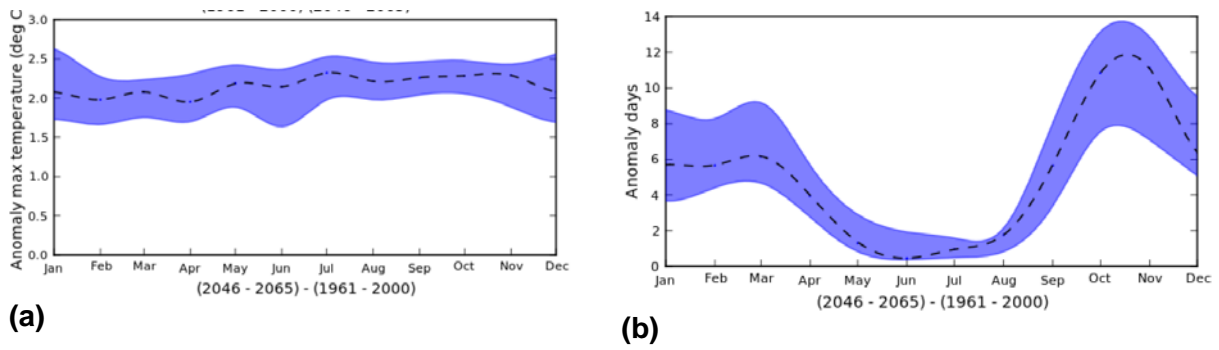 Anomaly max temperature (deg C
3.0
2.5
2.0
1.5
1.0
0.5
0.0
Jan Feb Mar Apr May Jun Jul Aug Sep Oct Nov Dec
(2046 - 2065) - (1961 - 2000)
(a)
Anomaly days
14
12
10
8
6
4
2
0
Jan Feb Mar Apr May Jun Jul Aug Sep Oct Nov Dec
(2046 - 2065) - (1961 - 2000)
(b)